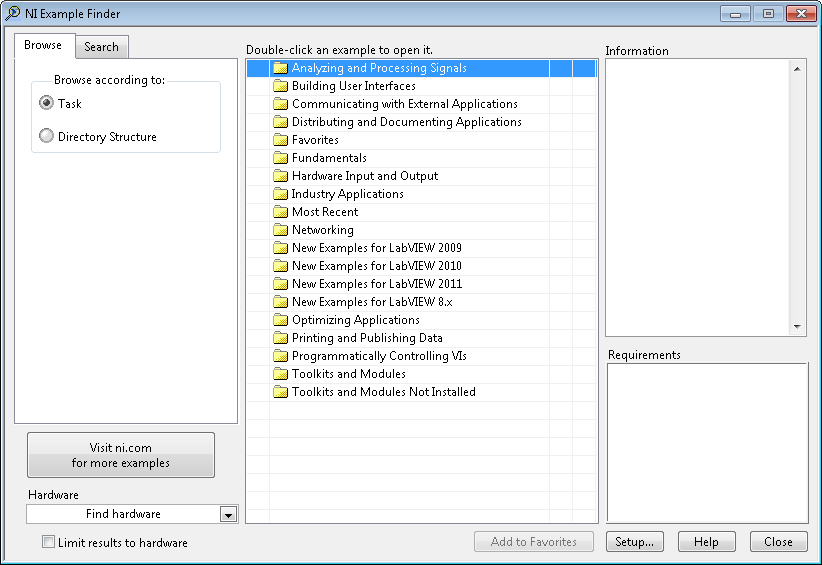 NI Example Finder
Browse
Search
Browse according to:
Task
Directory Structure
Visit ni.com
for more examples
Hardware
Find hardware
Limit results to hardware
Double-click an example to open it.
Analyzing and Processing Signals
Building User Interfaces
Communicating with External Applications
Distributing and Documenting Applications
Favorites
Fundamentals
Hardware Input and Output
Industry Applications
Most Recent
Networking
New Examples for LabVIEW 2009
New Examples for LabVIEW 2010
New Examples for LabVIEW 2011
New Examples for LabVIEW 8.x
Optimizing Applications
Printing and Publishing Data
Programmatically Controlling VIs
Toolkits and Modules
Toolkits and Modules Not Installed
Information
Requirements
Add to Favorites
Setup...
Help
Close